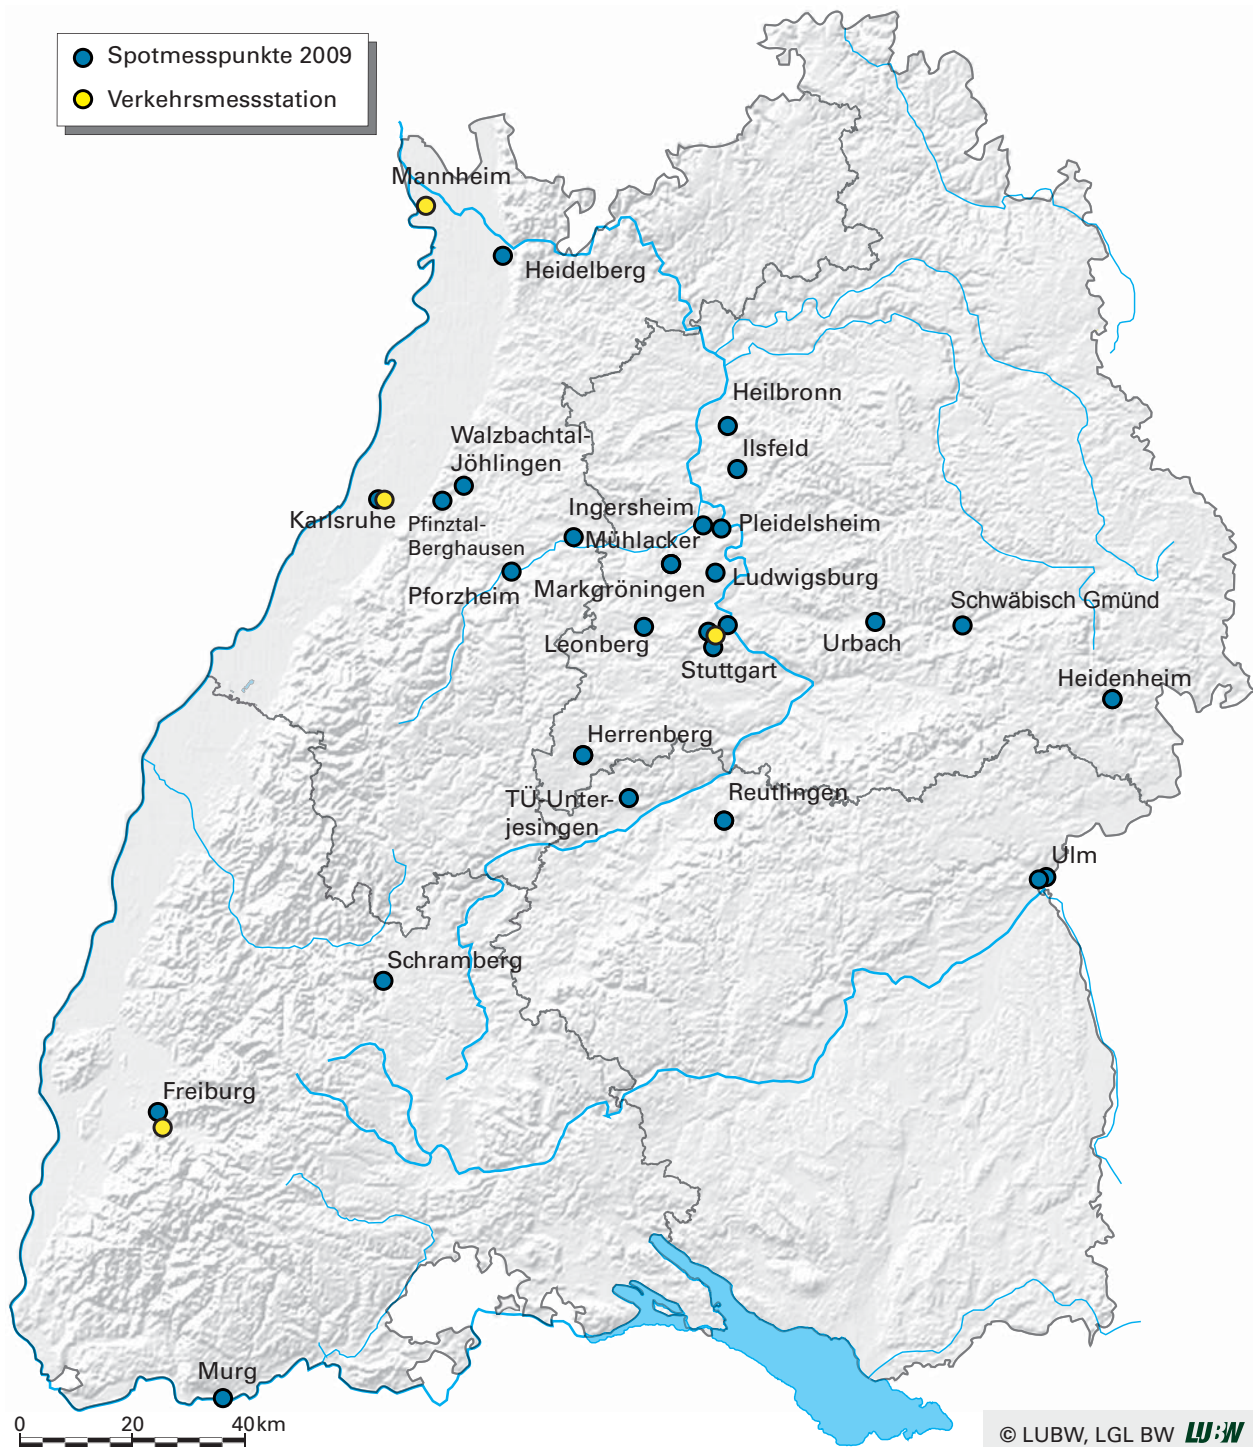 Spotmesspunkte 2009
Verkehrsmessstation
Mannheim
Heidelberg
Heilbronn
Ilsfeld
Walzbachtal-
Jöhlingen
Ingersheim
Karlsruhe
Pfinztal-
Berghausen
Pleidelsheim
Mühlacker
Pforzheim
Markgröningen
Ludwigsburg
Schwäbisch Gmünd
Leonberg
Urbach
Stuttgart
Heidenheim
Herrenberg
TÜ-Unter-
jesingen
Reutlingen
Ulm
Schramberg
Freiburg
Murg
0 20 40 km
© LUBW, LGL BW LUBW